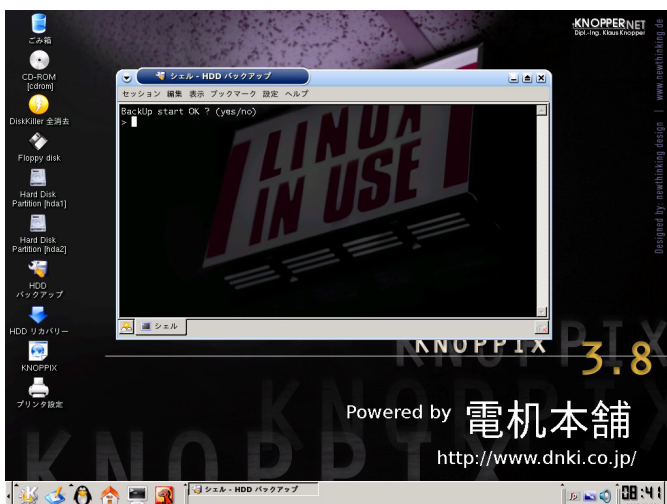 ごみ箱
CD-ROM
[cdrom]
DiskKiller 全消去
Floppy disk
Hard Disk
Partition [hda1]
Hard Disk
Partition [hda2]
HDD
バックアップ
HDD リカバリー
KNOPPIX
プリンタ設定
KNOPPERNET
Dipl.-Ing. Klaus Knopper
Designed by newthinking design | www.newthinking.de
シェル - HDD バックアップ
セッション 編集 表示 ブックマーク 設定 ヘルプ
BackUp start OK ? (yes/no)
>
LINUX
IN USE
シェル
KNOPPIX
3.8
Powered by 電机本舗
http://www.dnki.co.jp/
KNOPPIX
シェル - HDD バックアップ
08:41